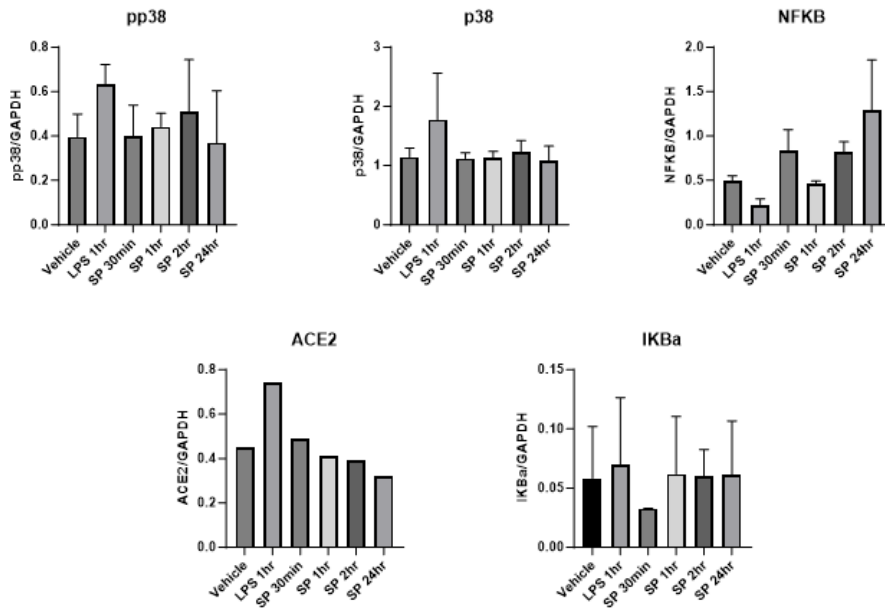 pp38
pp38/GAPDH
0.8
0.6
0.4
0.2
0.0
Vehicle
LPS 1hr
SP 30min
SP 1hr
SP 2hr
SP 24hr
p38
p38/GAPDH
3
2
1
0
Vehicle
LPS 1hr
SP 30min
SP 1hr
SP 2hr
SP 24hr
NFKB
NFKB/GAPDH
2.0
1.5
1.0
0.5
0.0
Vehicle
LPS 1hr
SP 30min
SP 1hr
SP 2hr
SP 24hr
ACE2
ACE2/GAPDH
0.8
0.6
0.4
0.2
0.0
Vehicle
LPS 1hr
SP 30min
SP 1hr
SP 2hr
SP 24hr
IKBa
IKBa/GAPDH
0.15
0.10
0.05
0.00
Vehicle
LPS 1hr
SP 30min
SP 1hr
SP 2hr
SP 24hr